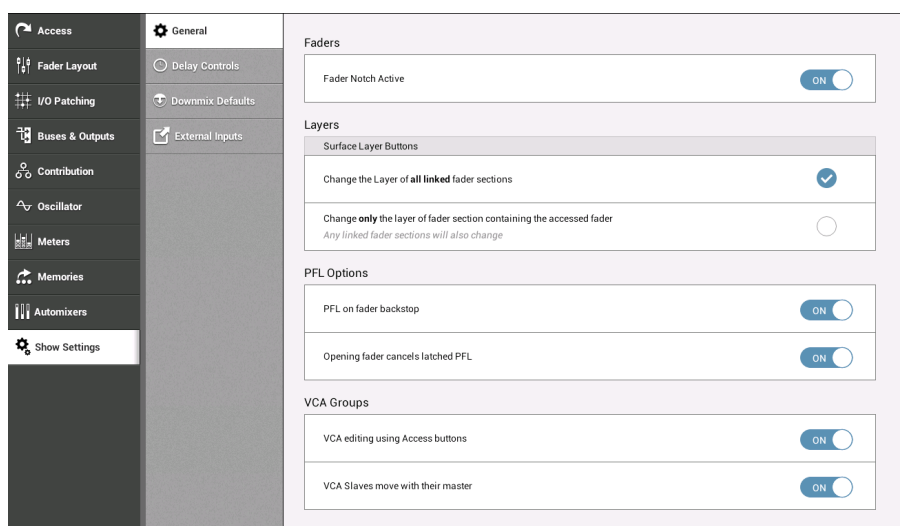 Access
Fader Layout
I/O Patching
Buses & Outputs
Contribution
Oscillator
Meters
Memories
Automixers
Show Settings
General
Delay Controls
Downmix Defaults
External Inputs
Faders
Fader Notch Active
ON
Layers
Surface Layer Buttons
Change the Layer of all linked fader sections
Change only the layer of fader section containing the accessed fader
Any linked fader sections will also change
PFL Options
PFL on fader backstop
ON
Opening fader cancels latched PFL
ON
VCA Groups
VCA editing using Access buttons
ON
VCA Slaves move with their master
ON